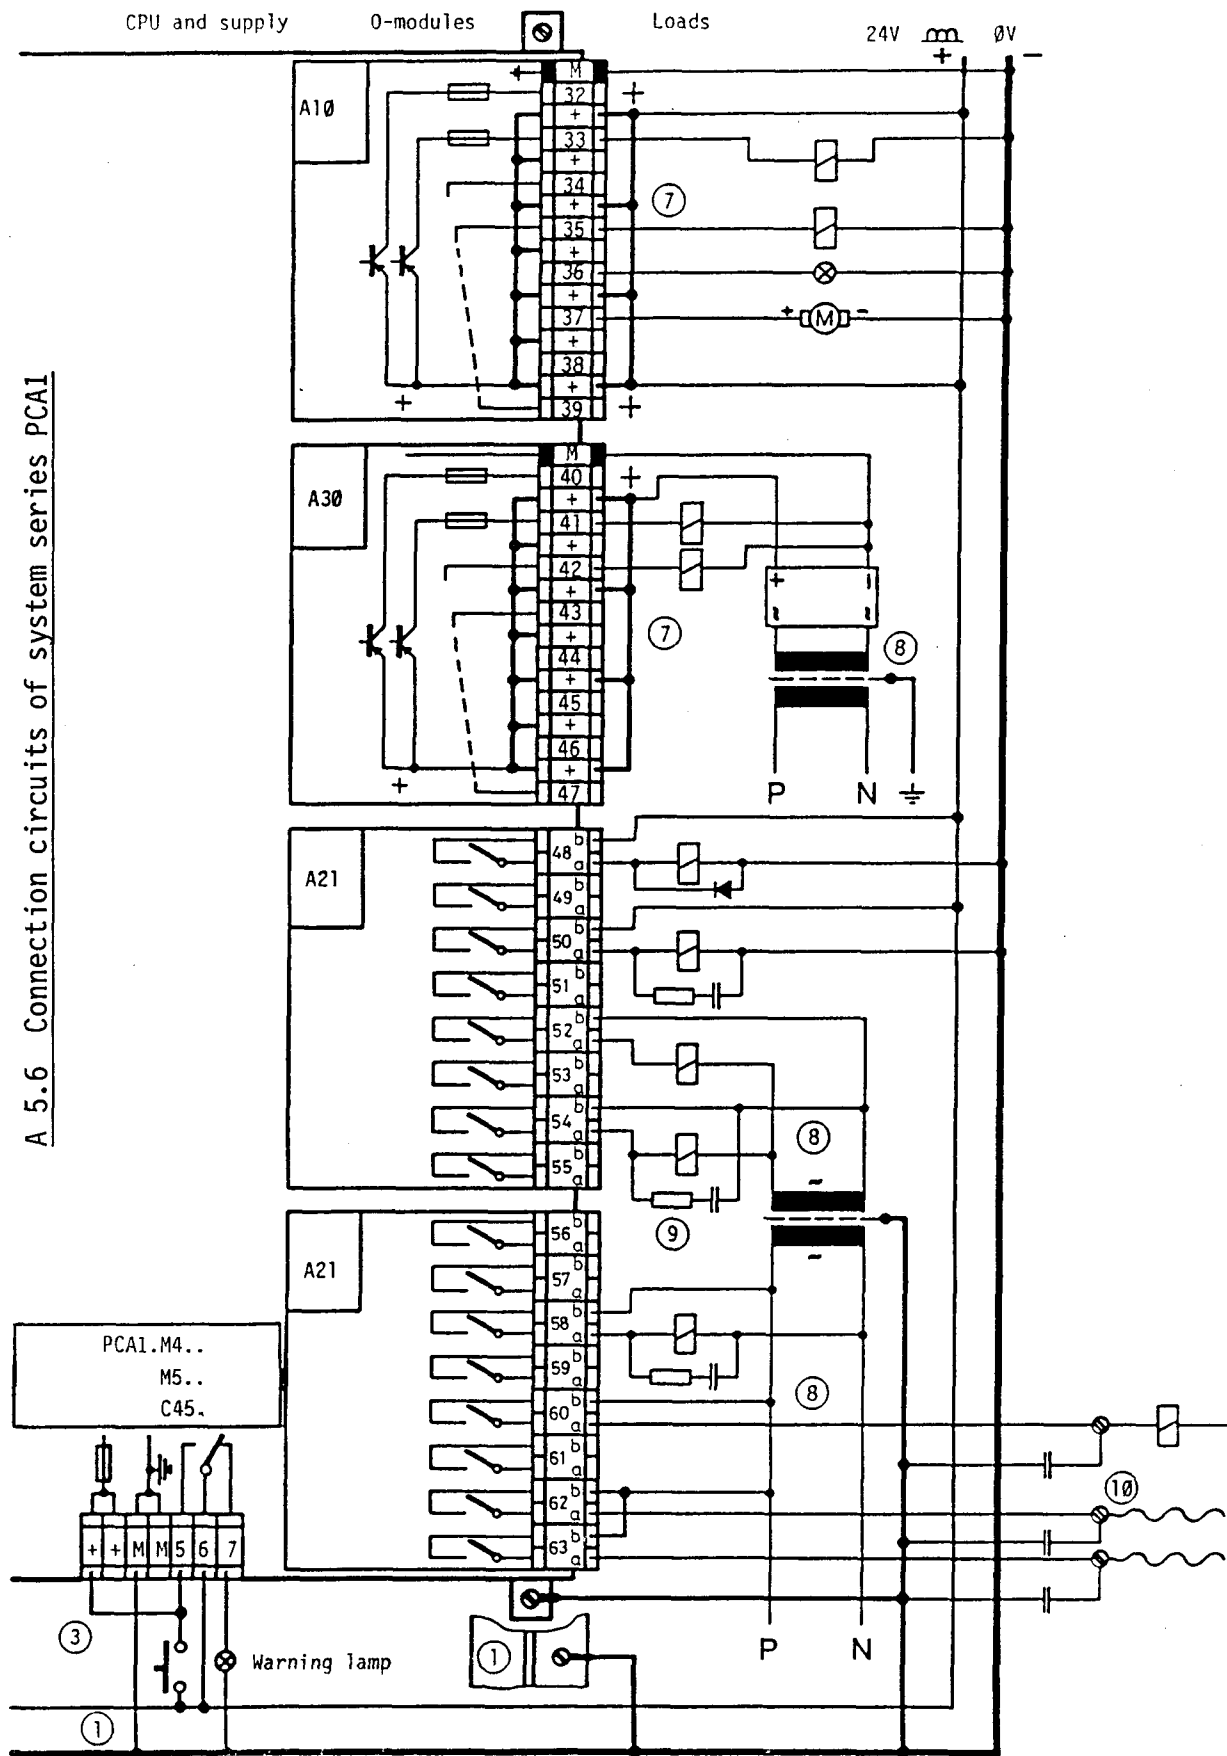 CPU and supply O-modules Loads 24V + ØV −
A 5.6 Connection circuits of system series PCA1
A1Ø
M
32 +
+
33
+
34
+ 7
35
+
36
+
37 + M -
+
38
+
+ 39 +
A3Ø
M
40 +
+
41
+
42
+ + −
43 ~ ~
+ 7
44 8
+
45
+
46
+
+ 47
P N
A21
48 b a
49 b a
50 b a
51 b a
52 b a
53 b a
54 b a
55 b a
8
~
9
~
A21
56 b a
57 b a
58 b a
59 b a
60 b a
61 b a
62 b a
63 b a
8
10
PCA1.M4..
M5..
C45.
+ + M M 5 6 7
3
Warning lamp
1
P N
1